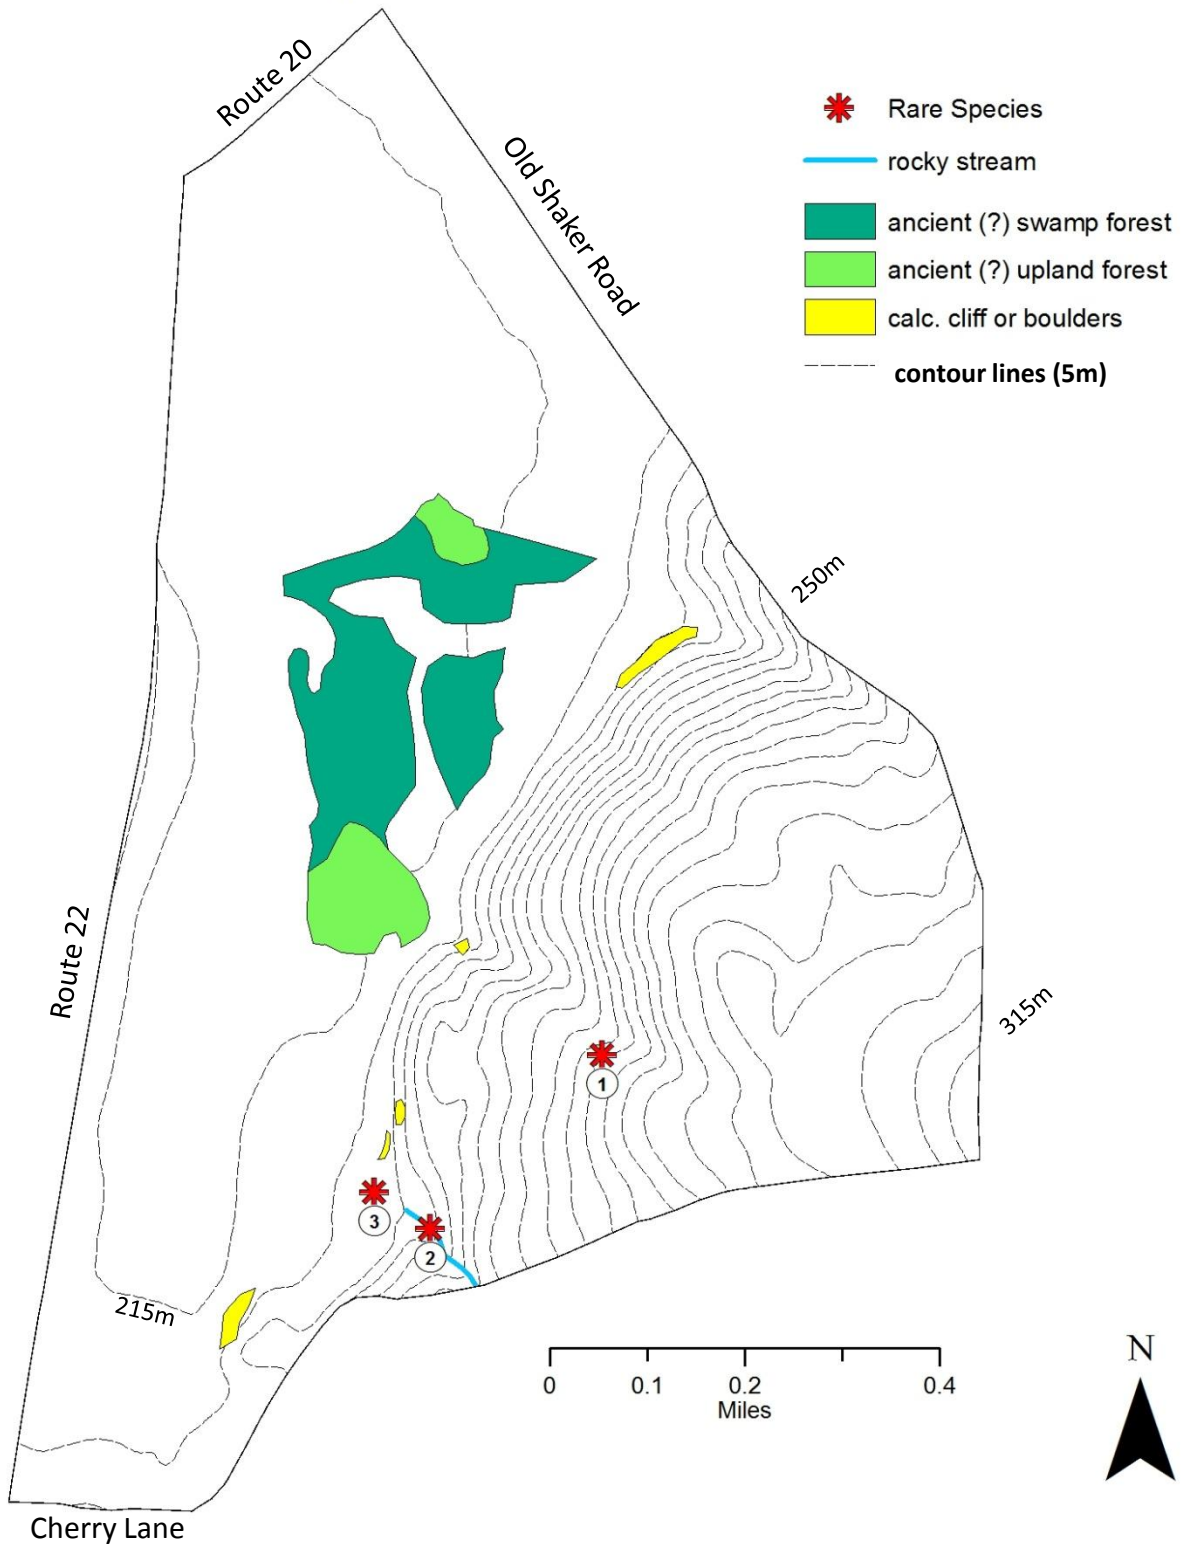 Route 20
Old Shaker Road
Rare Species
rocky stream
ancient (?) swamp forest
ancient (?) upland forest
calc. cliff or boulders
contour lines (5m)
250m
Route 22
315m
1
3
2
215m
N
0 0.1 0.2 0.4
Miles
Cherry Lane